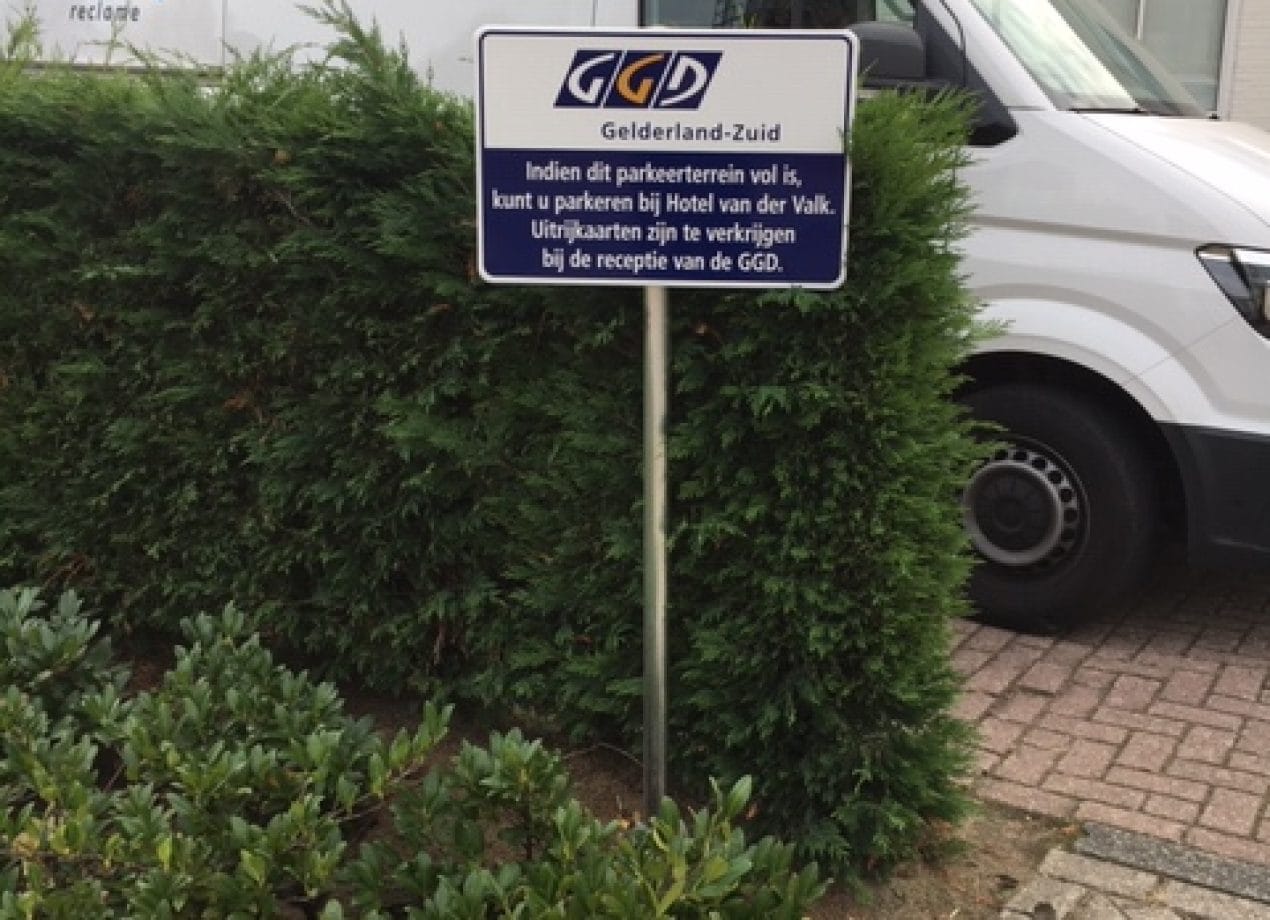 reclame
GGD
Gelderland-Zuid
Indien dit parkeerterrein vol is,
kunt u parkeren bij Hotel van der Valk.
Uitrijkaarten zijn te verkrijgen
bij de receptie van de GGD.